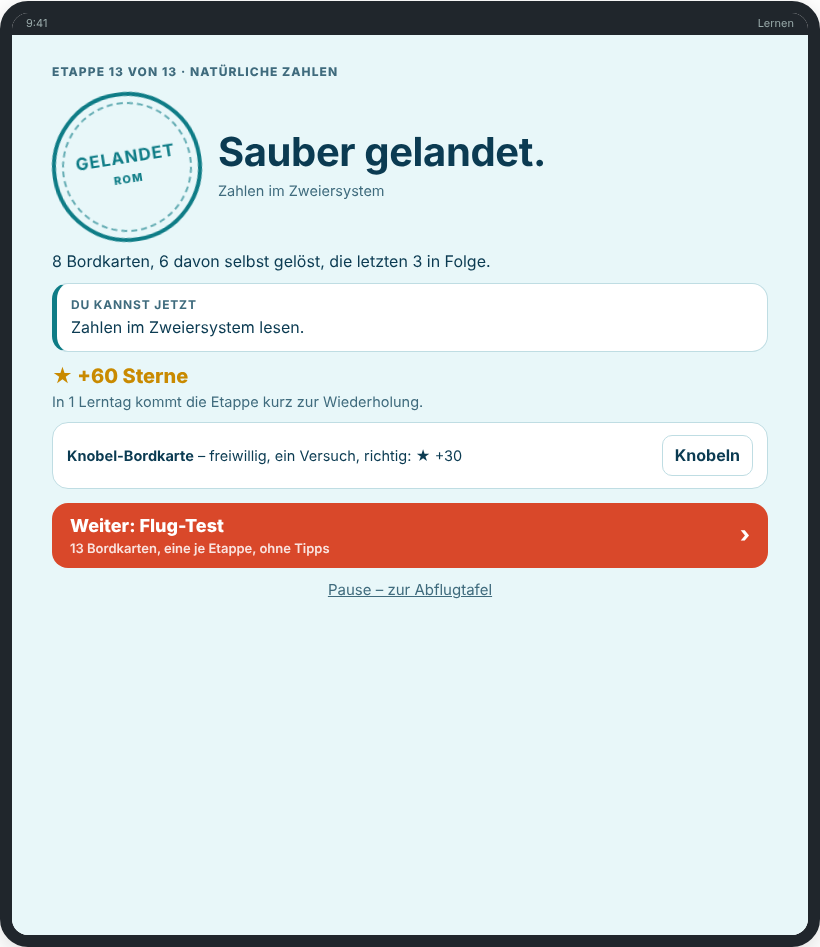 9:41
Lernen
ETAPPE 13 VON 13 · NATÜRLICHE ZAHLEN
GELANDET
ROM
Sauber gelandet.
Zahlen im Zweiersystem
8 Bordkarten, 6 davon selbst gelöst, die letzten 3 in Folge.
DU KANNST JETZT
Zahlen im Zweiersystem lesen.
★ +60 Sterne
In 1 Lerntag kommt die Etappe kurz zur Wiederholung.
Knobel-Bordkarte – freiwillig, ein Versuch, richtig: ★ +30
Knobeln
Weiter: Flug-Test
13 Bordkarten, eine je Etappe, ohne Tipps
›
Pause – zur Abflugtafel